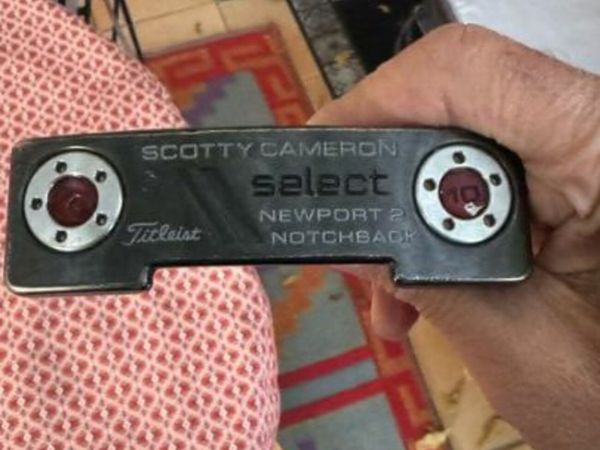 SCOTTY CAMERON
select
NEWPORT 2
NOTCHBACK
Titleist
10